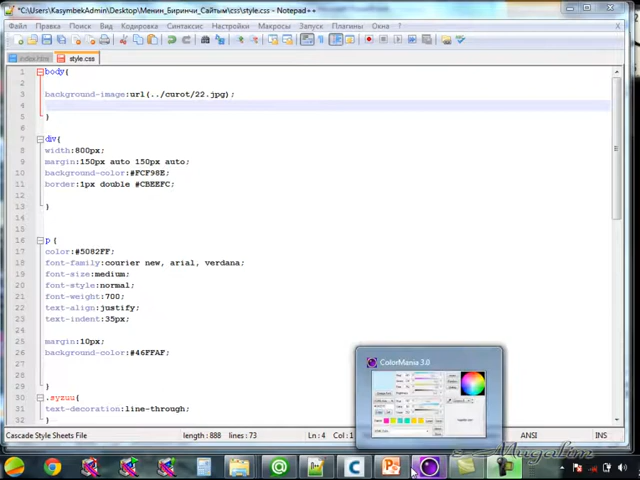 *C:\Users\KasymbekAdmin\Desktop\Менин_Биринчи_Сайтым\css\style.css - Notepad++
Файл Правка Поиск Вид Кодировка Синтаксис Настройки Макросы Запуск Плагины Окна ?
index.html style.css
1 body{
2
3 background-image:url(../curot/22.jpg);
4
5 }
6
7 div{
8 width:800px;
9 margin:150px auto 150px auto;
10 background-color:#FCF98E;
11 border:1px double #CBEEFC;
12
13 }
14
15
16 p {
17 color:#5082FF;
18 font-family:courier new, arial, verdana;
19 font-size:medium;
20 font-style:normal;
21 font-weight:700;
22 text-align:justify;
23 text-indent:35px;
24
25 margin:10px;
26 background-color:#46FFAF;
27
28
29 }
30 .syzuu{
31 text-decoration:line-through;
32 }
ColorMania 3.0
Cascade Style Sheets File length : 888 lines : 73 Ln : 4 Col : 1 ANSI INS
e-Mugalim